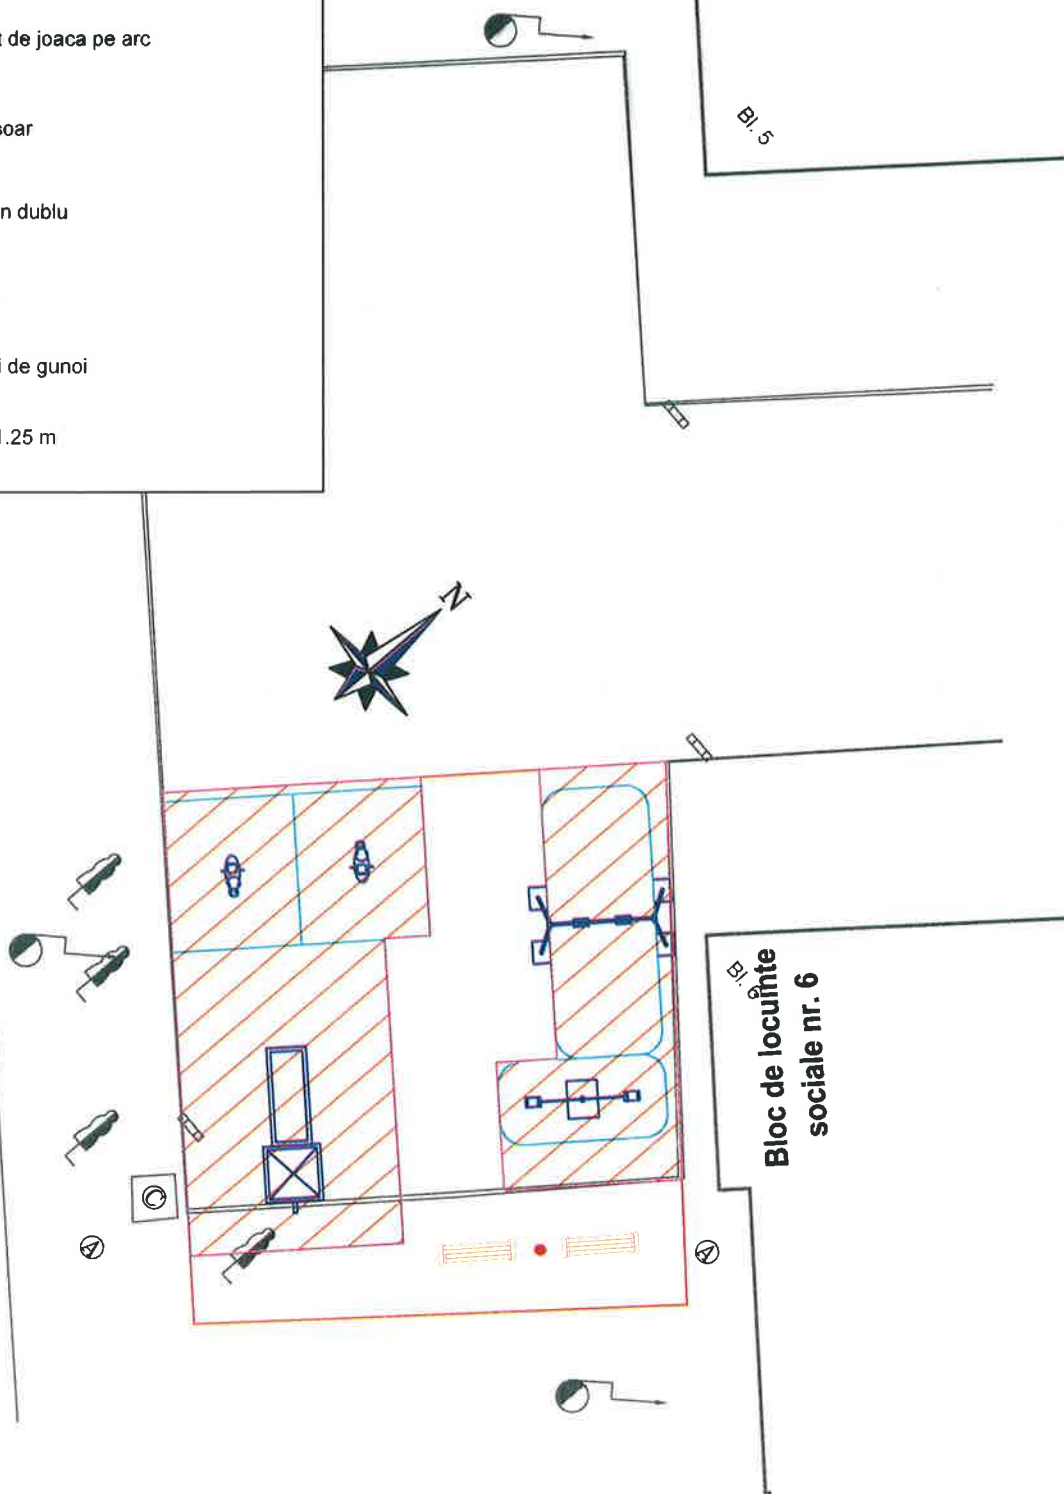 t de joaca pe arc
soar
n dublu
i de gunoi
1.25 m
Bl. 5
N
Bl. 6
Bloc de locuinte
sociale nr. 6
C
A
A